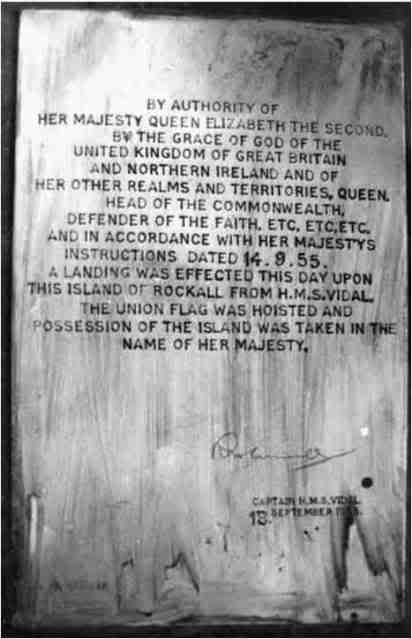 BY AUTHORITY OF
HER MAJESTY QUEEN ELIZABETH THE SECOND,
BY THE GRACE OF GOD OF THE
UNITED KINGDOM OF GREAT BRITAIN
AND NORTHERN IRELAND AND OF
HER OTHER REALMS AND TERRITORIES, QUEEN,
HEAD OF THE COMMONWEALTH,
DEFENDER OF THE FAITH, ETC, ETC, ETC,
AND IN ACCORDANCE WITH HER MAJESTYS
INSTRUCTIONS DATED 14.9.55.
A LANDING WAS EFFECTED THIS DAY UPON
THIS ISLAND OF ROCKALL FROM H.M.S. VIDAL.
THE UNION FLAG WAS HOISTED AND
POSSESSION OF THE ISLAND WAS TAKEN IN THE
NAME OF HER MAJESTY.
CAPTAIN H.M.S. VIDAL
18. SEPTEMBER 1955.